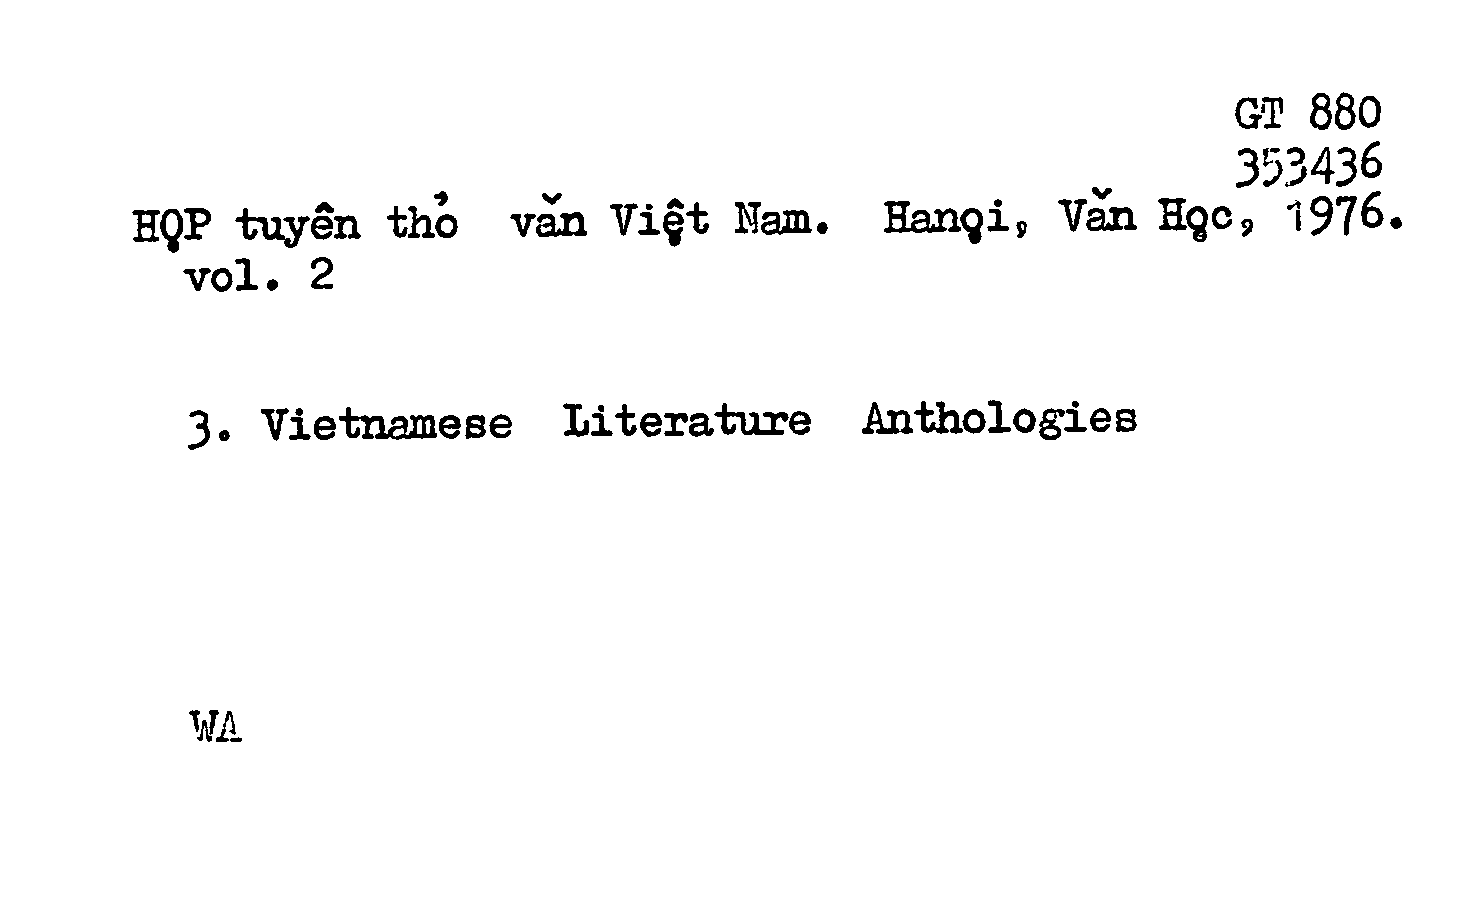 GT 880
353436
HỌP tuyên thỏ văn Việt Nam. Hanọi, Văn Học, 1976.
vol. 2
3. Vietnamese Literature Anthologies
WA